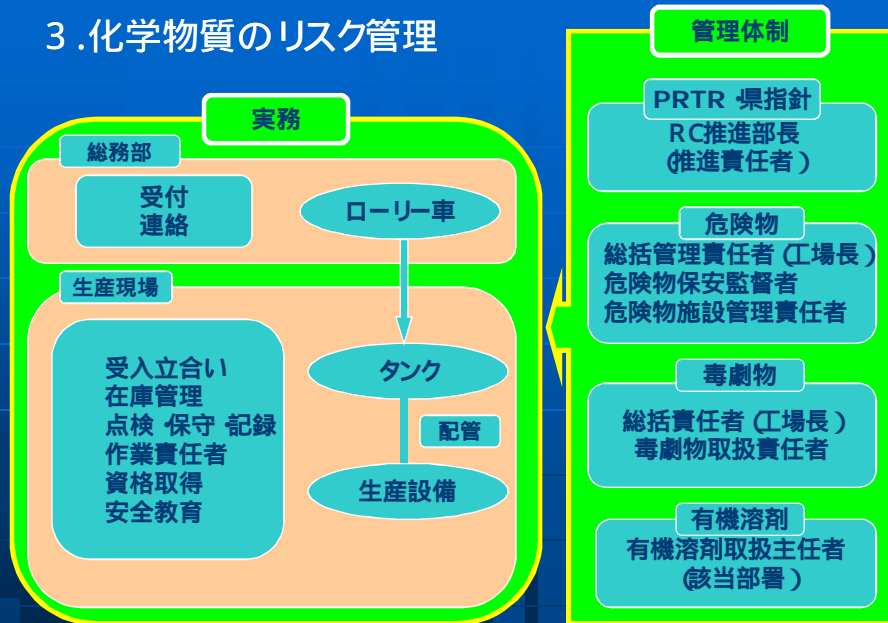 3.化学物質のリスク管理
実務
総務部
受付
連絡
ローリー車
生産現場
受入立合い
在庫管理
点検・保守・記録
作業責任者
資格取得
安全教育
タンク
配管
生産設備
管理体制
PRTR・県指針
RC推進部長
(推進責任者)
危険物
総括管理責任者(工場長)
危険物保安監督者
危険物施設管理責任者
毒劇物
総括責任者(工場長)
毒劇物取扱責任者
有機溶剤
有機溶剤取扱主任者
(該当部署)